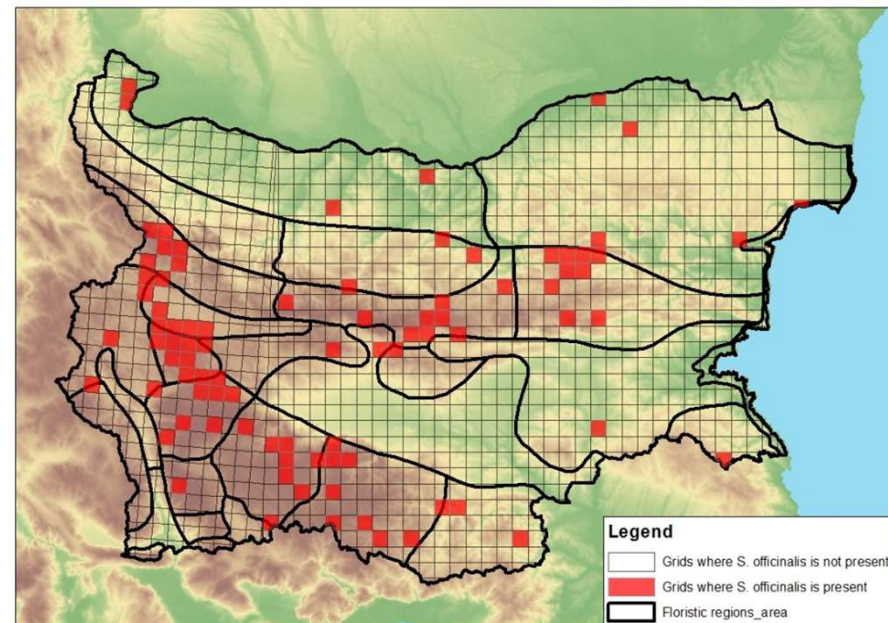 Legend
Grids where S. officinalis is not present
Grids where S. officinalis is present
Floristic regions_area